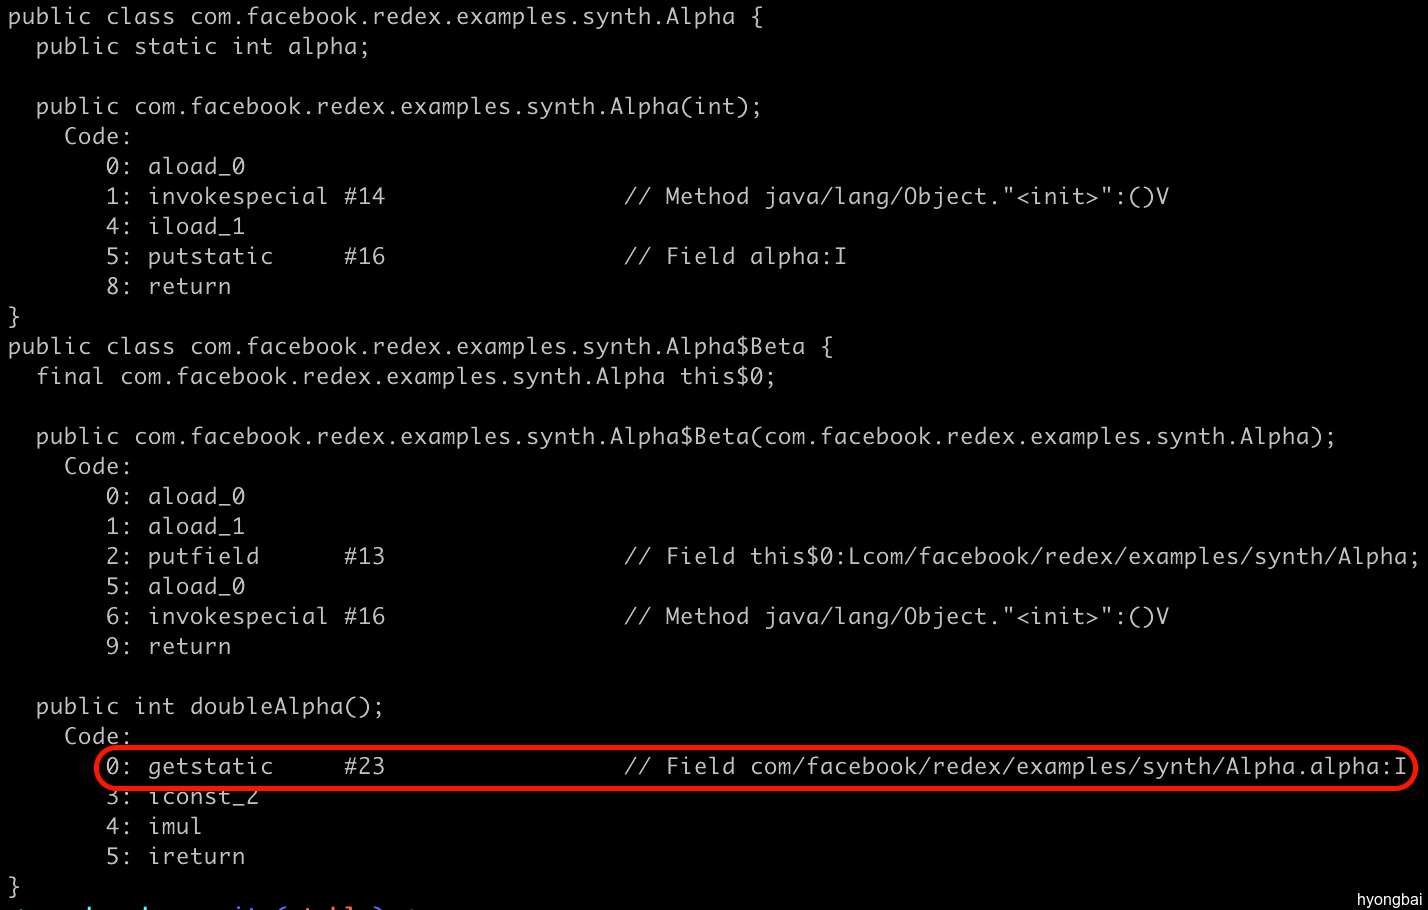 public class com.facebook.redex.examples.synth.Alpha {
  public static int alpha;

  public com.facebook.redex.examples.synth.Alpha(int);
    Code:
       0: aload_0
       1: invokespecial #14                 // Method java/lang/Object."<init>":()V
       4: iload_1
       5: putstatic     #16                 // Field alpha:I
       8: return
}
public class com.facebook.redex.examples.synth.Alpha$Beta {
  final com.facebook.redex.examples.synth.Alpha this$0;

  public com.facebook.redex.examples.synth.Alpha$Beta(com.facebook.redex.examples.synth.Alpha);
    Code:
       0: aload_0
       1: aload_1
       2: putfield      #13                 // Field this$0:Lcom/facebook/redex/examples/synth/Alpha;
       5: aload_0
       6: invokespecial #16                 // Method java/lang/Object."<init>":()V
       9: return

  public int doubleAlpha();
    Code:
       0: getstatic     #23                 // Field com/facebook/redex/examples/synth/Alpha.alpha:I
       3: iconst_2
       4: imul
       5: ireturn
}
hyongbai